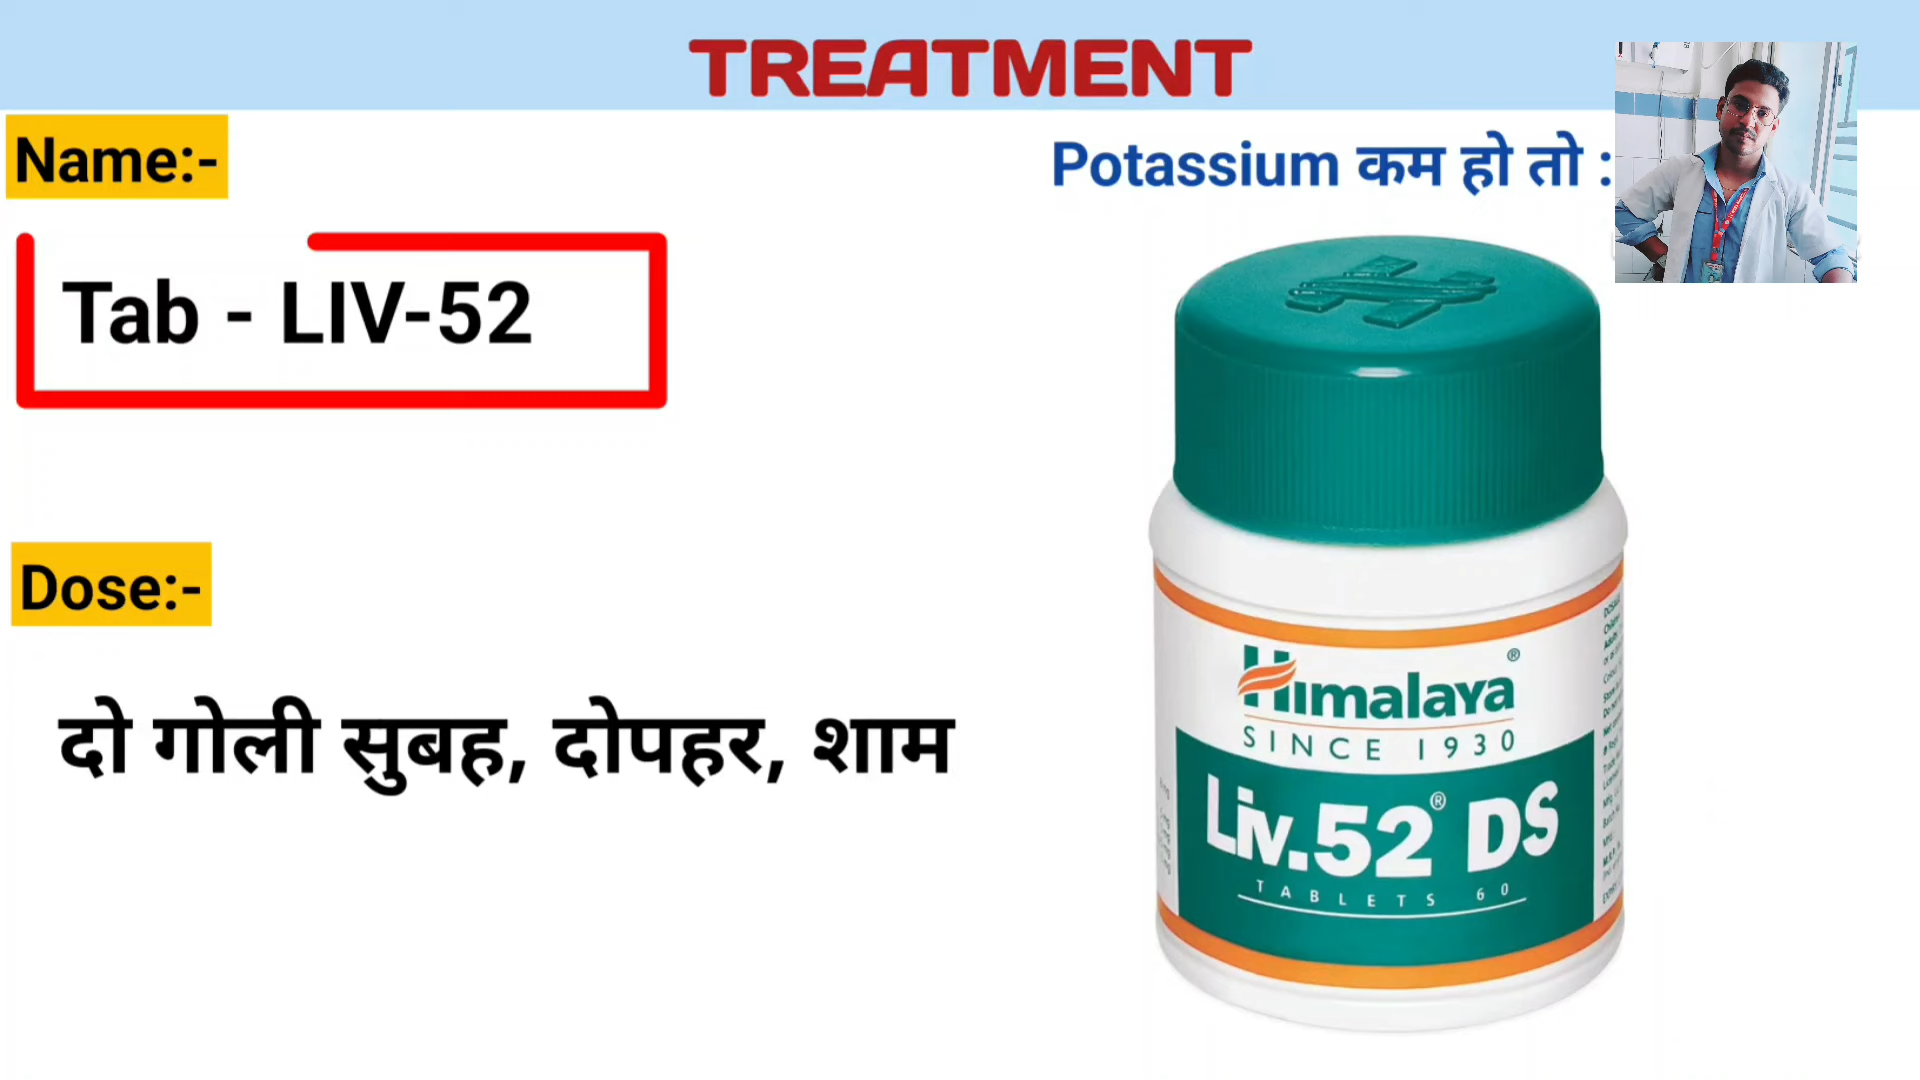 TREATMENT
Name:-
Potassium कम हो तो :
Tab - LIV-52
Dose:-
दो गोली सुबह, दोपहर, शाम
Himalaya®
SINCE 1930
Liv.52® DS
TABLETS 60